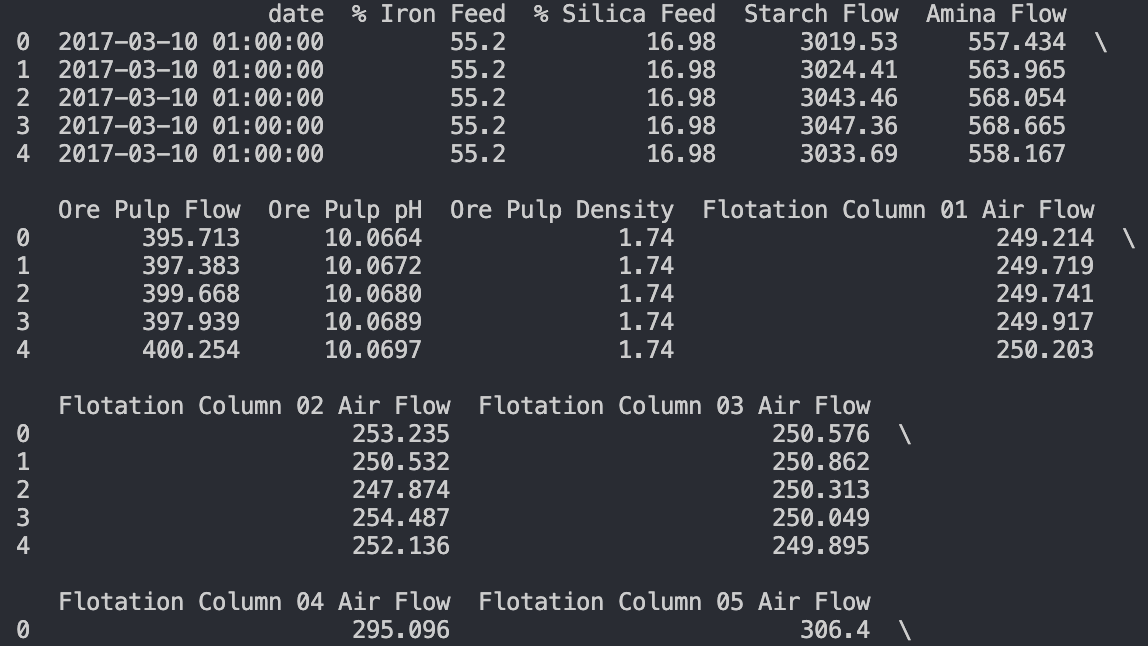 date  % Iron Feed  % Silica Feed  Starch Flow  Amina Flow
0  2017-03-10 01:00:00         55.2          16.98      3019.53     557.434  \
1  2017-03-10 01:00:00         55.2          16.98      3024.41     563.965
2  2017-03-10 01:00:00         55.2          16.98      3043.46     568.054
3  2017-03-10 01:00:00         55.2          16.98      3047.36     568.665
4  2017-03-10 01:00:00         55.2          16.98      3033.69     558.167
Ore Pulp Flow  Ore Pulp pH  Ore Pulp Density  Flotation Column 01 Air Flow
0        395.713      10.0664              1.74                       249.214  \
1        397.383      10.0672              1.74                       249.719
2        399.668      10.0680              1.74                       249.741
3        397.939      10.0689              1.74                       249.917
4        400.254      10.0697              1.74                       250.203
Flotation Column 02 Air Flow  Flotation Column 03 Air Flow
0                       253.235                       250.576  \
1                       250.532                       250.862
2                       247.874                       250.313
3                       254.487                       250.049
4                       252.136                       249.895
Flotation Column 04 Air Flow  Flotation Column 05 Air Flow
0                       295.096                         306.4  \